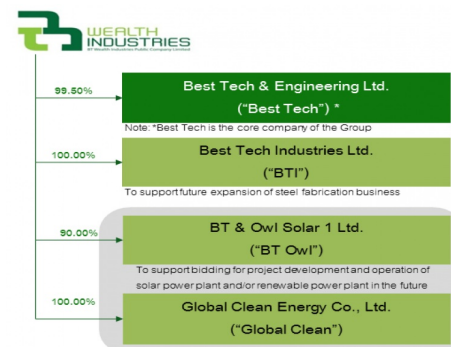 WEALTH
INDUSTRIES
BT Wealth Industries Public Company Limited
99.50%
Best Tech & Engineering Ltd.
("Best Tech") *
Note: *Best Tech is the core company of the Group
100.00%
Best Tech Industries Ltd.
("BTI")
To support future expansion of steel fabrication business
90.00%
BT & Owl Solar 1 Ltd.
("BT Owl")
To support bidding for project development and operation of
solar power plant and/or renewable power plant in the future
100.00%
Global Clean Energy Co., Ltd.
("Global Clean")